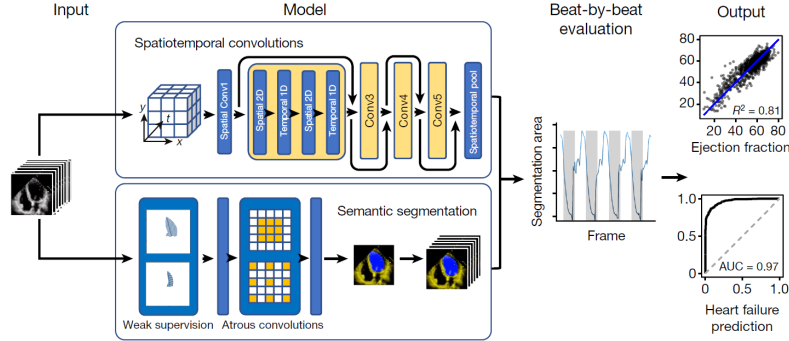 Input
Model
Beat-by-beat
evaluation
Output
Spatiotemporal convolutions
y
t
x
Spatial Conv1
Spatial 2D
Temporal 1D
Spatial 2D
Temporal 1D
Conv3
Conv4
Conv5
Spatiotemporal pool
Semantic segmentation
Weak supervision
Atrous convolutions
Segmentation area
Frame
80
60
40
20
R² = 0.81
20 40 60 80
Ejection fraction
1.0
0.5
0
AUC = 0.97
0 0.5 1.0
Heart failure
prediction